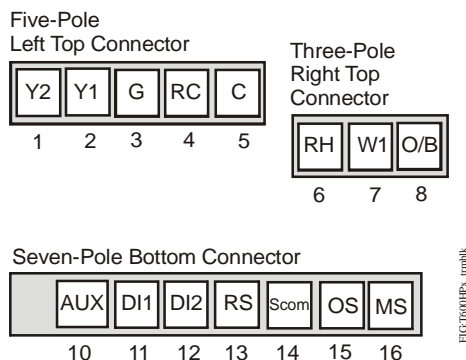 Five-Pole
Left Top Connector
Y2 Y1 G RC C
1 2 3 4 5
Three-Pole
Right Top
Connector
RH W1 O/B
6 7 8
Seven-Pole Bottom Connector
AUX DI1 DI2 RS Scom OS MS
10 11 12 13 14 15 16
FIG:T600HPx_trmblk